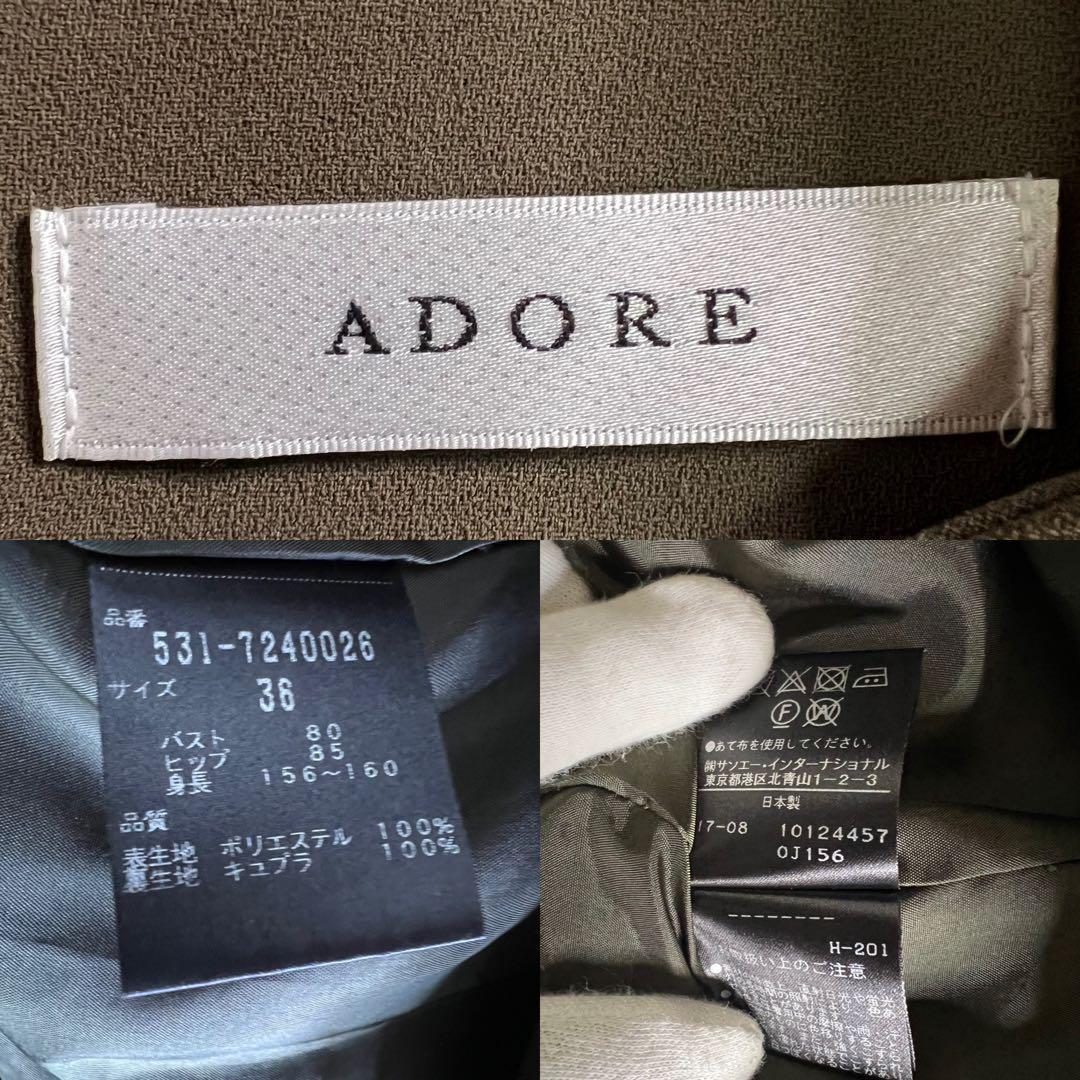 ADORE
品番
531-7240026
サイズ 36
バスト 80
ヒップ 85
身長 156~160
品質
表生地 ポリエステル 100%
裏生地 キュプラ 100%
F W
●あて布を使用してください。
㈱サンエー・インターナショナル
東京都港区北青山1-2-3
日本製
17-08 10124457
0J156
--------
H-201
扱い上のご注意